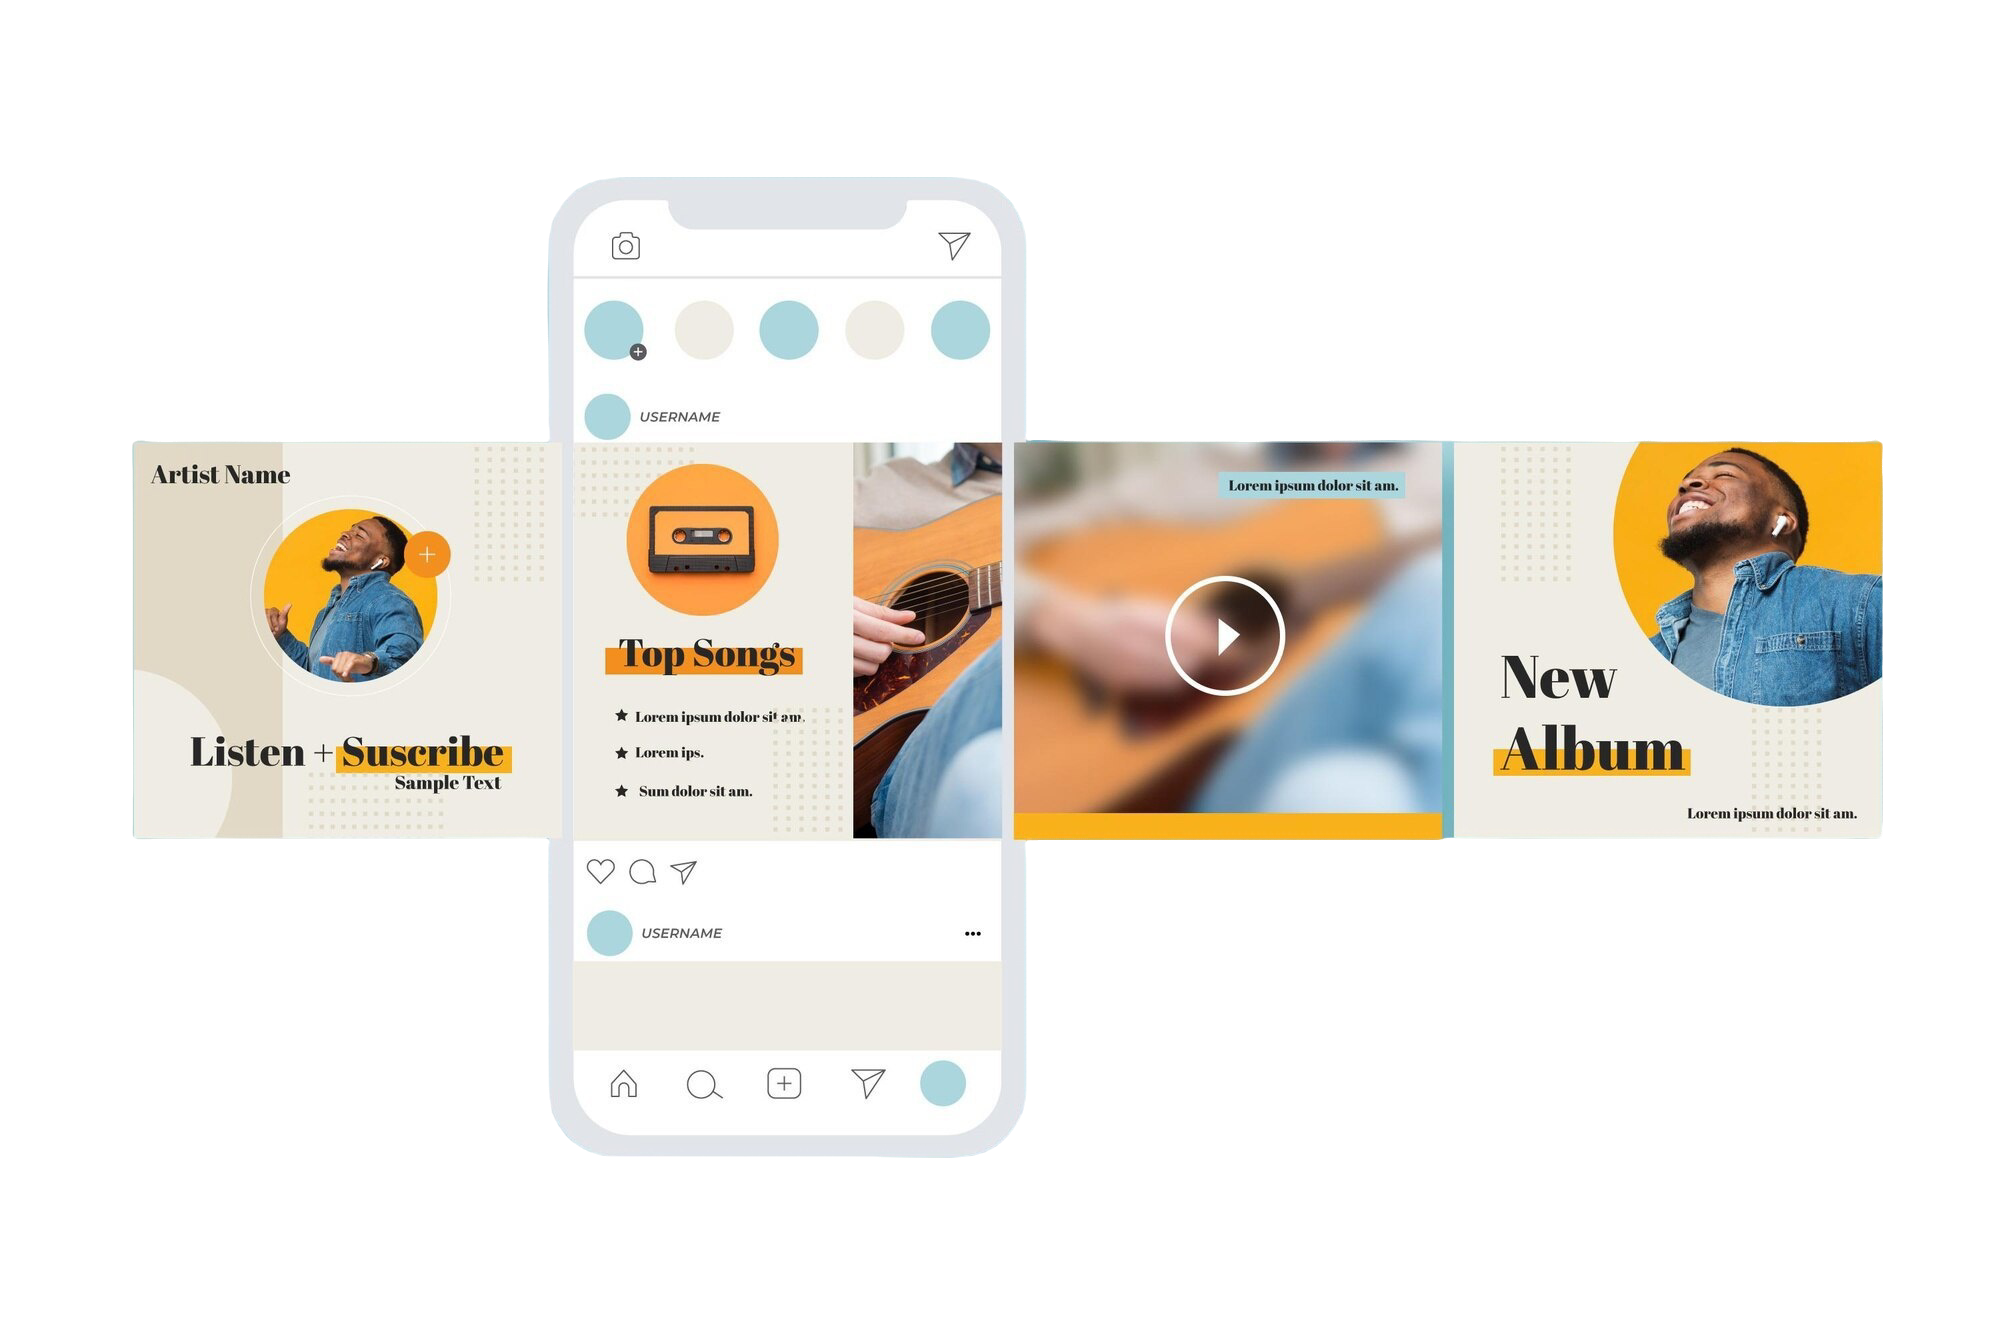 USERNAME
Artist Name
Listen + Suscribe
Sample Text
Top Songs
Lorem ipsum dolor sit am.
Lorem ips.
Sum dolor sit am.
Lorem ipsum dolor sit am.
New
Album
Lorem ipsum dolor sit am.
USERNAME